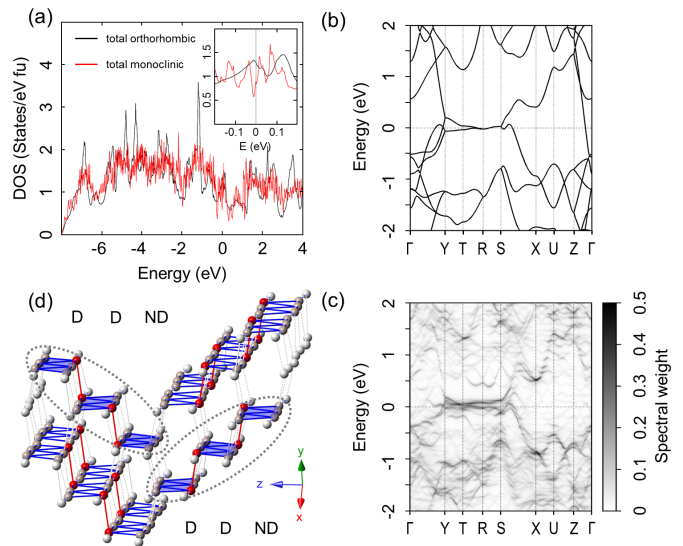 (a)
total orthorhombic
total monoclinic
DOS (States/eV fu)
5
4
3
2
1
0
-6
-4
-2
0
2
4
Energy (eV)
1.5
1
0.5
-0.1
0
0.1
E (eV)
(b)
Energy (eV)
2
1
0
-1
-2
Γ Y T R S X U Z Γ
(d)
D D ND
D D ND
y
z
x
(c)
Energy (eV)
2
1
0
-1
-2
Γ Y T R S X U Z Γ
0.5
0.4
0.3
0.2
0.1
0
Spectral weight